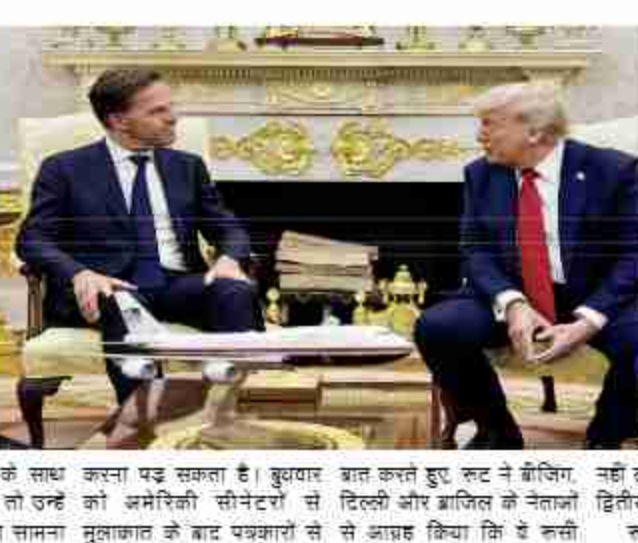 के साथ
तो उन्हें
सामना
करना पड़ सकता है। बुधवार
को अमेरिकी सीनेटरों से
मुलाकात के बाद पत्रकारों से
बात करते हुए, रूट ने बीजिंग,
दिल्ली और ब्राजिल के नेताओं
से आग्रह किया कि वे रूसी
नहीं
द्वितीय